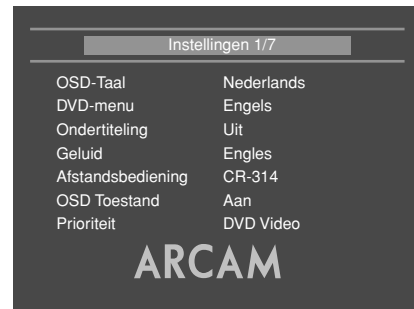 Instellingen 1/7
OSD-Taal Nederlands
DVD-menu Engels
Ondertiteling Uit
Geluid Engles
Afstandsbediening CR-314
OSD Toestand Aan
Prioriteit DVD Video
ARCAM